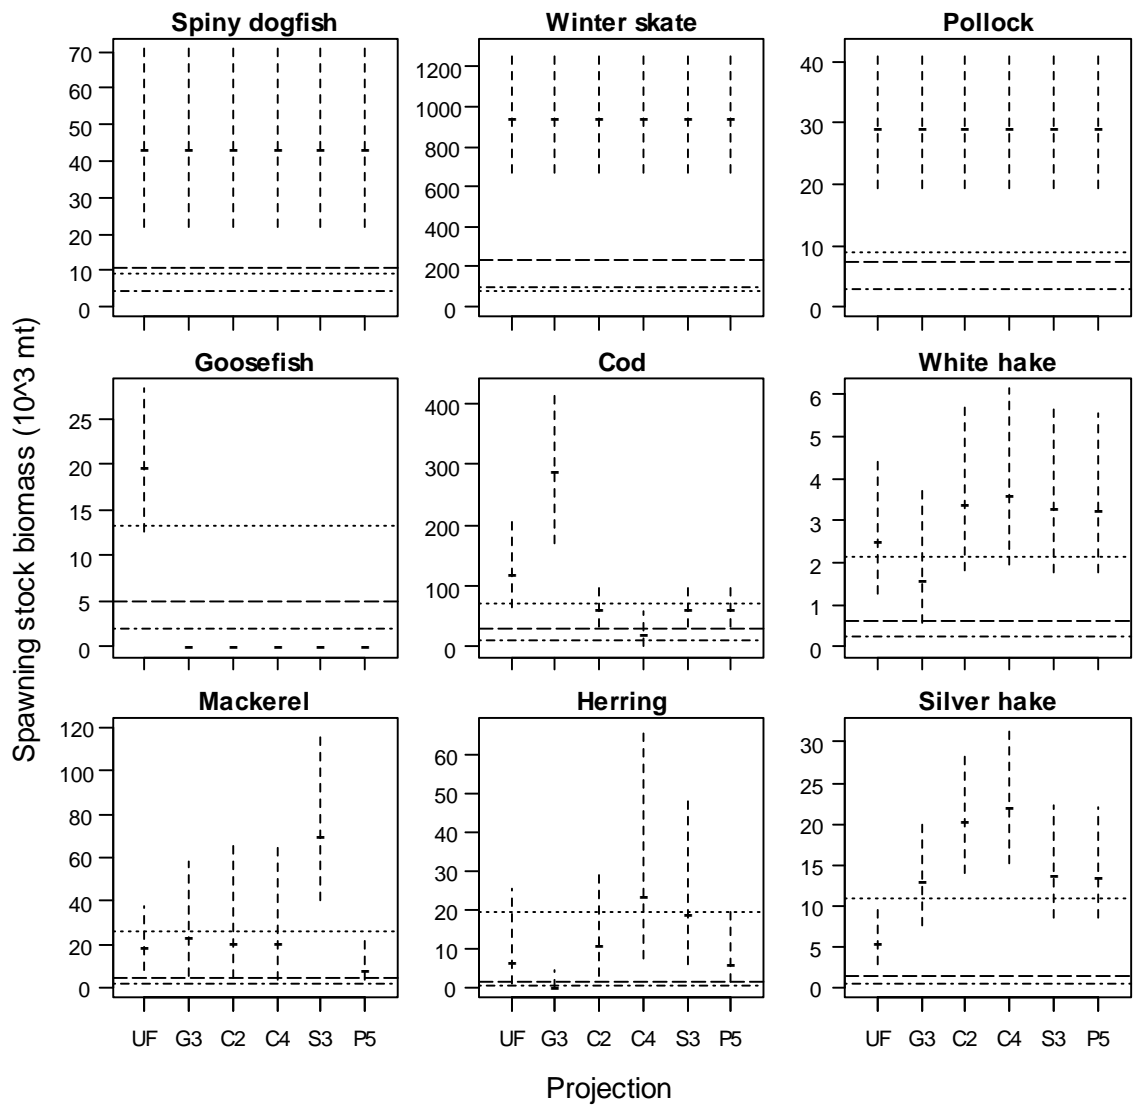 Spiny dogfish Winter skate Pollock
70 60 50 40 30 20 10 0
1200 1000 800 600 400 200 0
40 30 20 10 0
Goosefish Cod White hake
25 20 15 10 5 0
400 300 200 100 0
6 5 4 3 2 1 0
Mackerel Herring Silver hake
120 100 80 60 40 20 0
60 50 40 30 20 10 0
30 25 20 15 10 5 0
UF G3 C2 C4 S3 P5
UF G3 C2 C4 S3 P5
UF G3 C2 C4 S3 P5
Spawning stock biomass (10^3 mt)
Projection